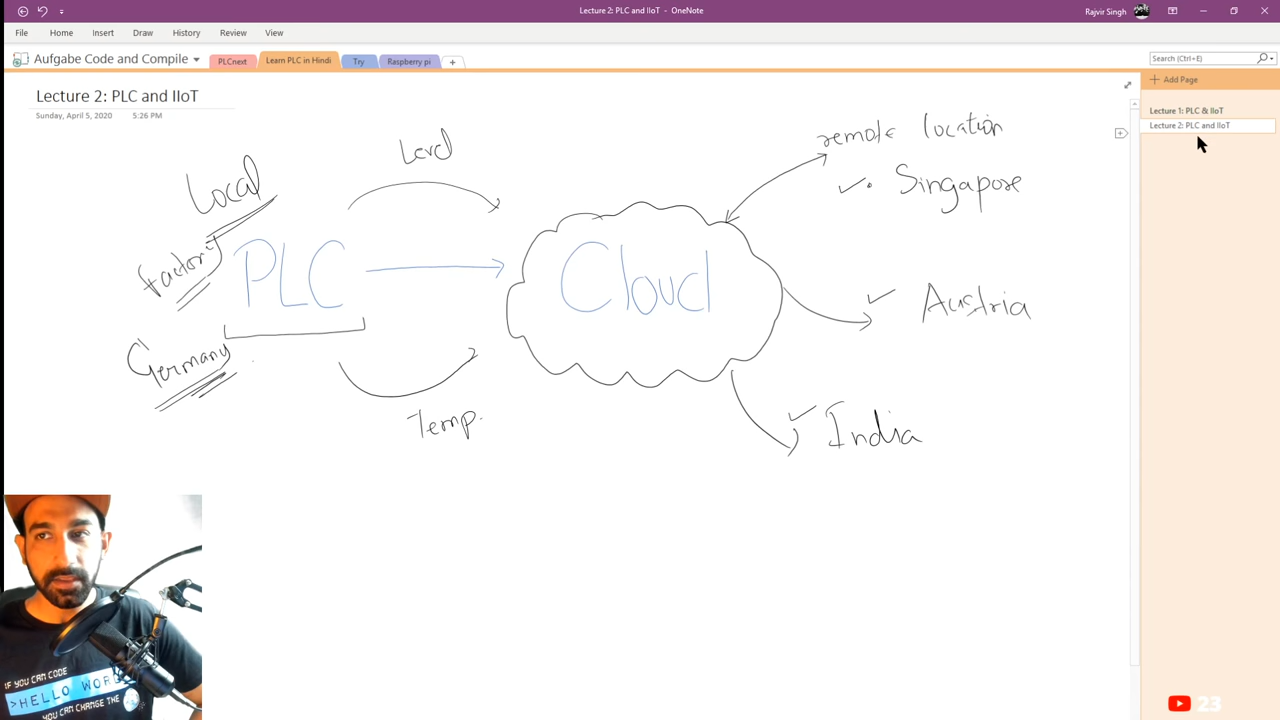 Lecture 2: PLC and IIoT - OneNote
Rajvir Singh
File Home Insert Draw History Review View
Aufgabe Code and Compile
PLCnext
Learn PLC in Hindi
Try
Raspberry pi
Search (Ctrl+E)
Add Page
Lecture 1: PLC & IIoT
Lecture 2: PLC and IIoT
Lecture 2: PLC and IIoT
Sunday, April 5, 2020 5:26 PM
Level
remote location
Local
Singapore
Factory
PLC
Cloud
Austria
Germany
Temp.
India
IF YOU CAN CODE
>HELLO WOR
YOU CAN CHANGE THE
23